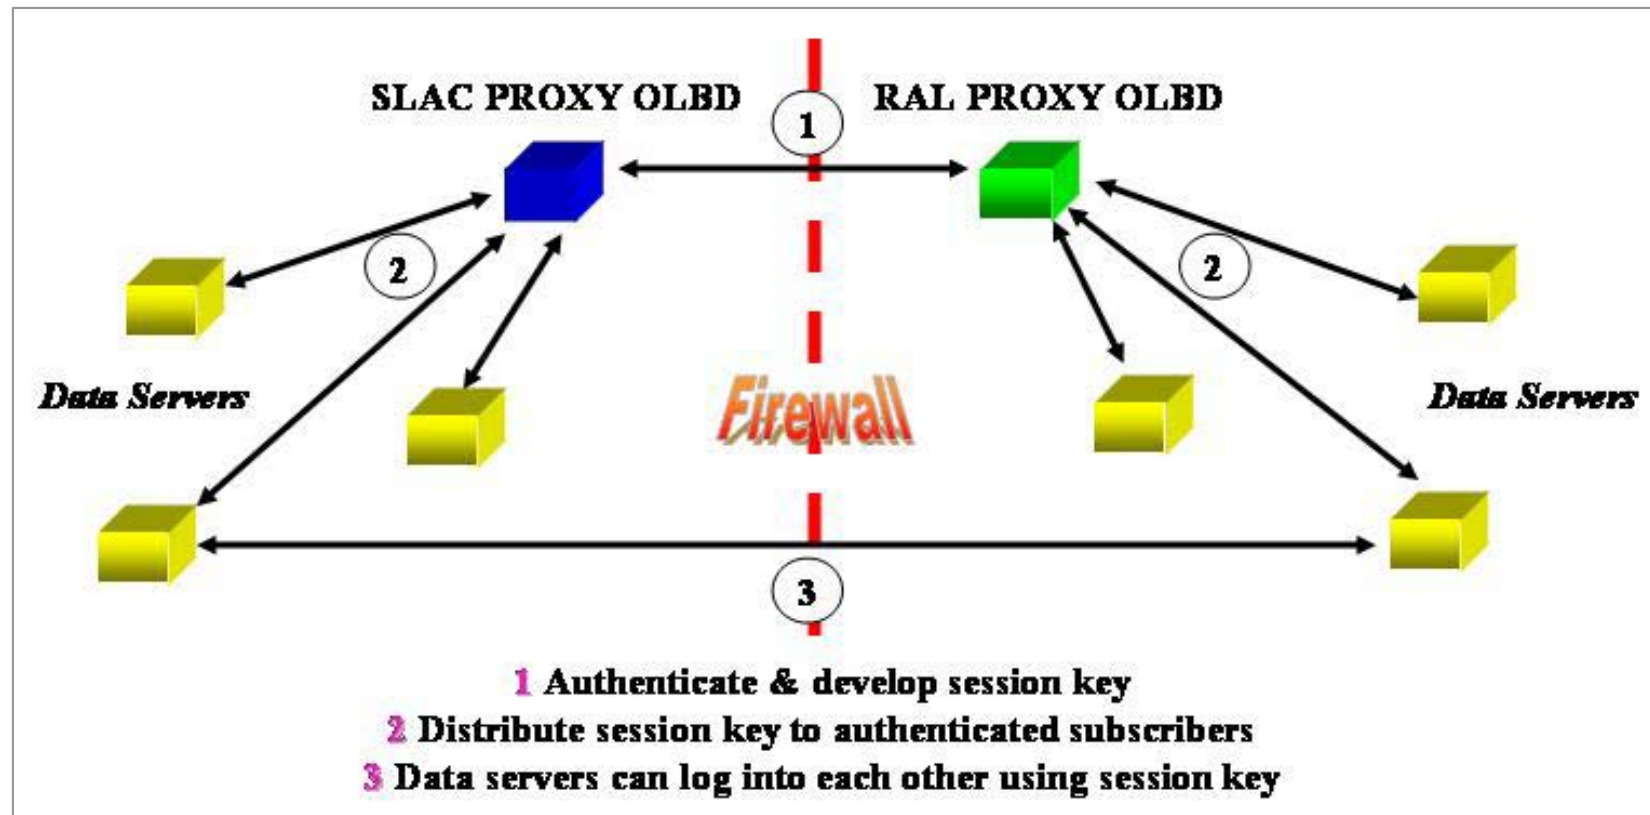 SLAC PROXY OLBD
RAL PROXY OLBD
1
2
2
Data Servers
Firewall
Data Servers
3
1 Authenticate & develop session key
2 Distribute session key to authenticated subscribers
3 Data servers can log into each other using session key